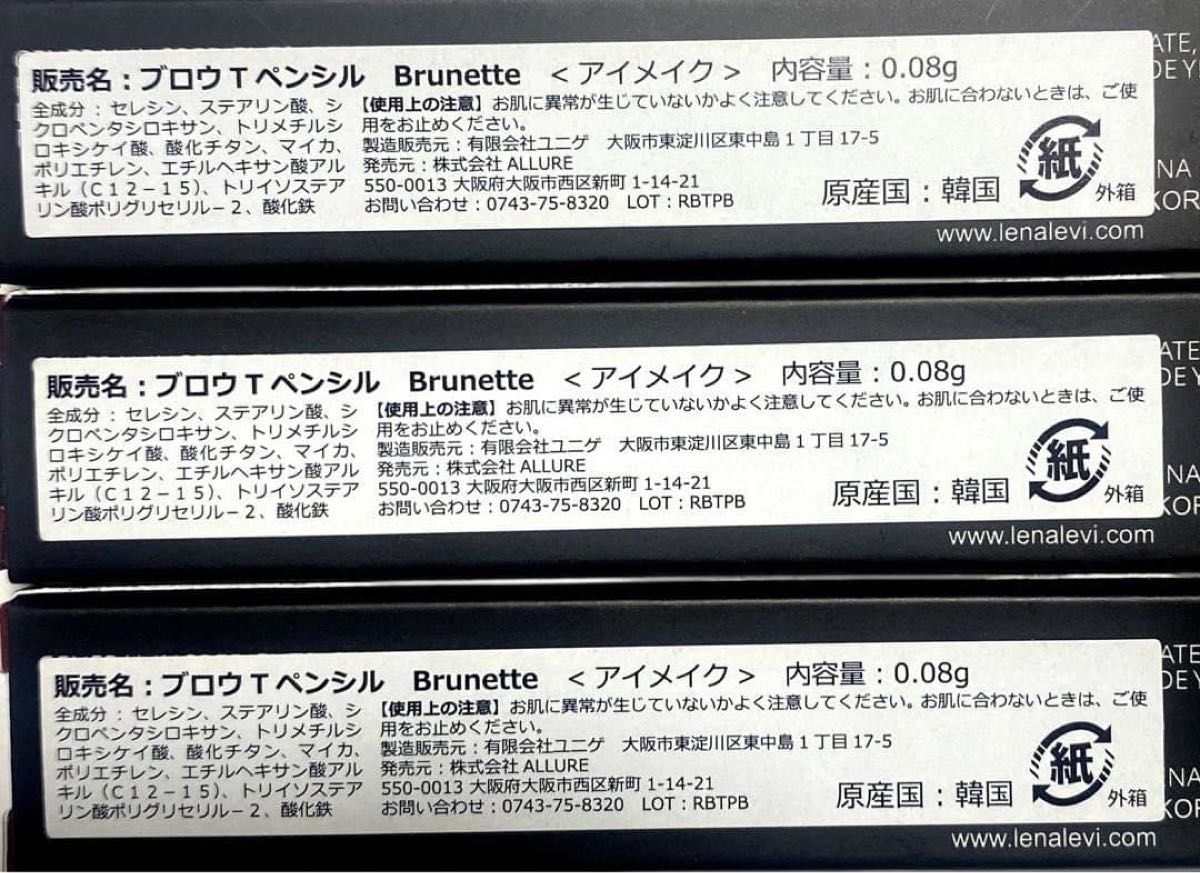 販売名：ブロウTペンシル Brunette ＜アイメイク＞ 内容量：0.08g
全成分：セレシン、ステアリン酸、シ
クロペンタシロキサン、トリメチルシ
ロキシケイ酸、酸化チタン、マイカ、
ポリエチレン、エチルヘキサン酸アル
キル（C12－15）、トリイソステア
リン酸ポリグリセリル－2、酸化鉄
【使用上の注意】お肌に異常が生じていないかよく注意してください。お肌に合わないときは、ご使
用をお止めください。
製造販売元：有限会社ユニゲ 大阪市東淀川区東中島1丁目17-5
発売元：株式会社ALLURE
550-0013 大阪府大阪市西区新町1-14-21
お問い合わせ：0743-75-8320 LOT：RBTPB
原産国：韓国
紙
外箱
www.lenalevi.com
販売名：ブロウTペンシル Brunette ＜アイメイク＞ 内容量：0.08g
全成分：セレシン、ステアリン酸、シ
クロペンタシロキサン、トリメチルシ
ロキシケイ酸、酸化チタン、マイカ、
ポリエチレン、エチルヘキサン酸アル
キル（C12－15）、トリイソステア
リン酸ポリグリセリル－2、酸化鉄
【使用上の注意】お肌に異常が生じていないかよく注意してください。お肌に合わないときは、ご使
用をお止めください。
製造販売元：有限会社ユニゲ 大阪市東淀川区東中島1丁目17-5
発売元：株式会社ALLURE
550-0013 大阪府大阪市西区新町1-14-21
お問い合わせ：0743-75-8320 LOT：RBTPB
原産国：韓国
紙
外箱
www.lenalevi.com
販売名：ブロウTペンシル Brunette ＜アイメイク＞ 内容量：0.08g
全成分：セレシン、ステアリン酸、シ
クロペンタシロキサン、トリメチルシ
ロキシケイ酸、酸化チタン、マイカ、
ポリエチレン、エチルヘキサン酸アル
キル（C12－15）、トリイソステア
リン酸ポリグリセリル－2、酸化鉄
【使用上の注意】お肌に異常が生じていないかよく注意してください。お肌に合わないときは、ご使
用をお止めください。
製造販売元：有限会社ユニゲ 大阪市東淀川区東中島1丁目17-5
発売元：株式会社ALLURE
550-0013 大阪府大阪市西区新町1-14-21
お問い合わせ：0743-75-8320 LOT：RBTPB
原産国：韓国
紙
外箱
www.lenalevi.com